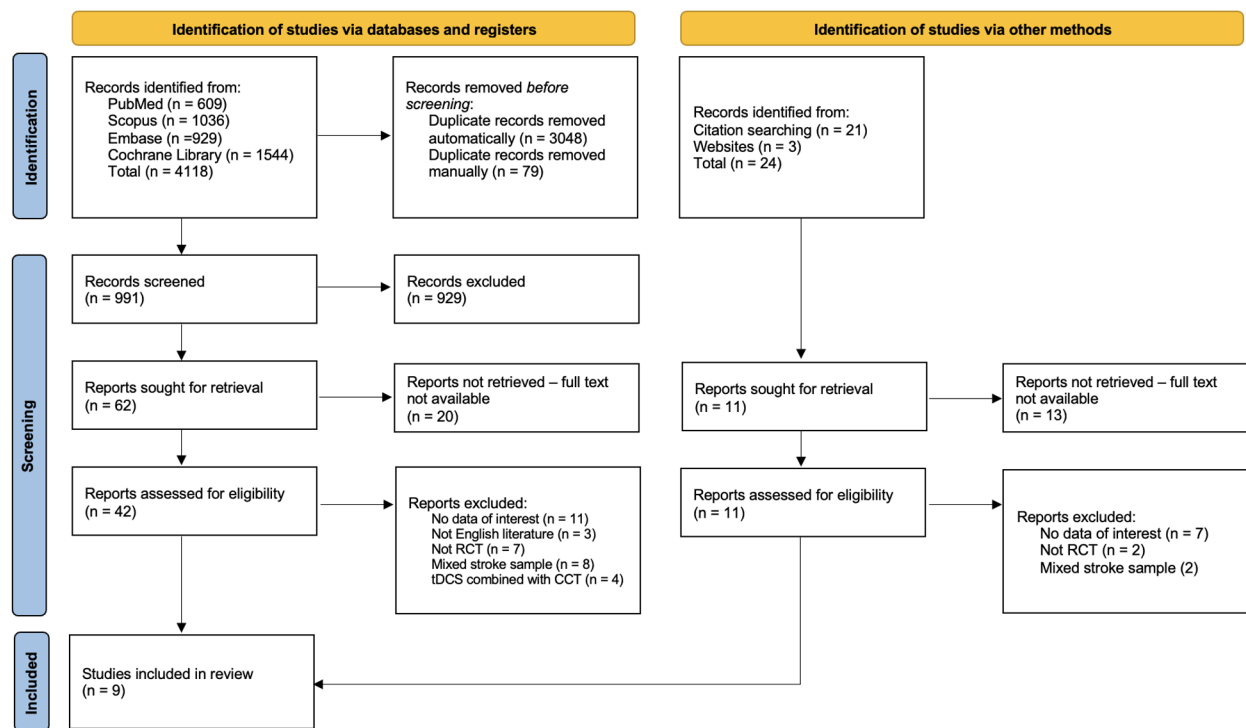 Identification of studies via databases and registers
Identification of studies via other methods
Identification
Records identified from:
PubMed (n = 609)
Scopus (n = 1036)
Embase (n =929)
Cochrane Library (n = 1544)
Total (n = 4118)
Records removed before
screening:
Duplicate records removed
automatically (n = 3048)
Duplicate records removed
manually (n = 79)
Records identified from:
Citation searching (n = 21)
Websites (n = 3)
Total (n = 24)
Screening
Records screened
(n = 991)
Records excluded
(n = 929)
Reports sought for retrieval
(n = 62)
Reports not retrieved – full text
not available
(n = 20)
Reports sought for retrieval
(n = 11)
Reports not retrieved – full text
not available
(n = 13)
Reports assessed for eligibility
(n = 42)
Reports excluded:
No data of interest (n = 11)
Not English literature (n = 3)
Not RCT (n = 7)
Mixed stroke sample (n = 8)
tDCS combined with CCT (n = 4)
Reports assessed for eligibility
(n = 11)
Reports excluded:
No data of interest (n = 7)
Not RCT (n = 2)
Mixed stroke sample (2)
Included
Studies included in review
(n = 9)